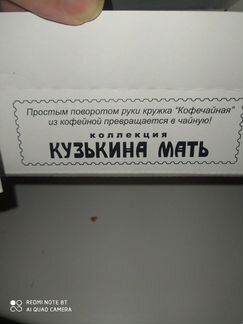 Простым поворотом руки кружка "Кофечайная"
из кофейной превращается в чайную!
коллекция
КУЗЬКИНА МАТЬ
REDMI NOTE 8T
AI QUAD CAMERA